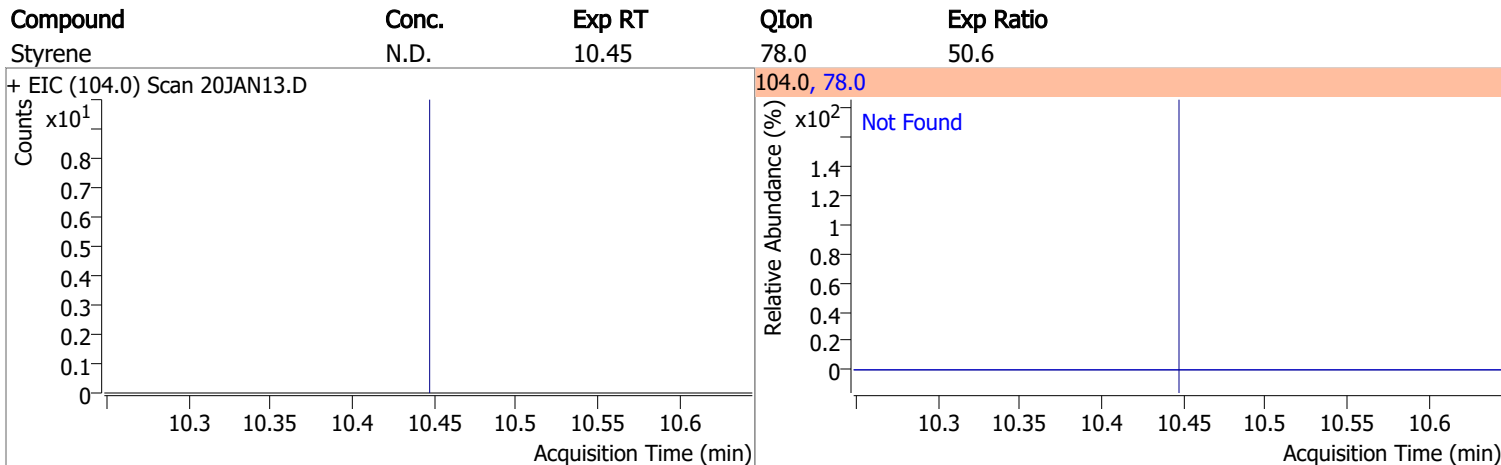 Compound Conc. Exp RT QIon Exp Ratio
Styrene N.D. 10.45 78.0 50.6
+ EIC (104.0) Scan 20JAN13.D
Counts
x10¹
0.8
0.7
0.6
0.5
0.4
0.3
0.2
0.1
0
10.3 10.35 10.4 10.45 10.5 10.55 10.6
Acquisition Time (min)
104.0, 78.0
Relative Abundance (%)
x10²
Not Found
1.4
1.2
1
0.8
0.6
0.4
0.2
0
10.3 10.35 10.4 10.45 10.5 10.55 10.6
Acquisition Time (min)